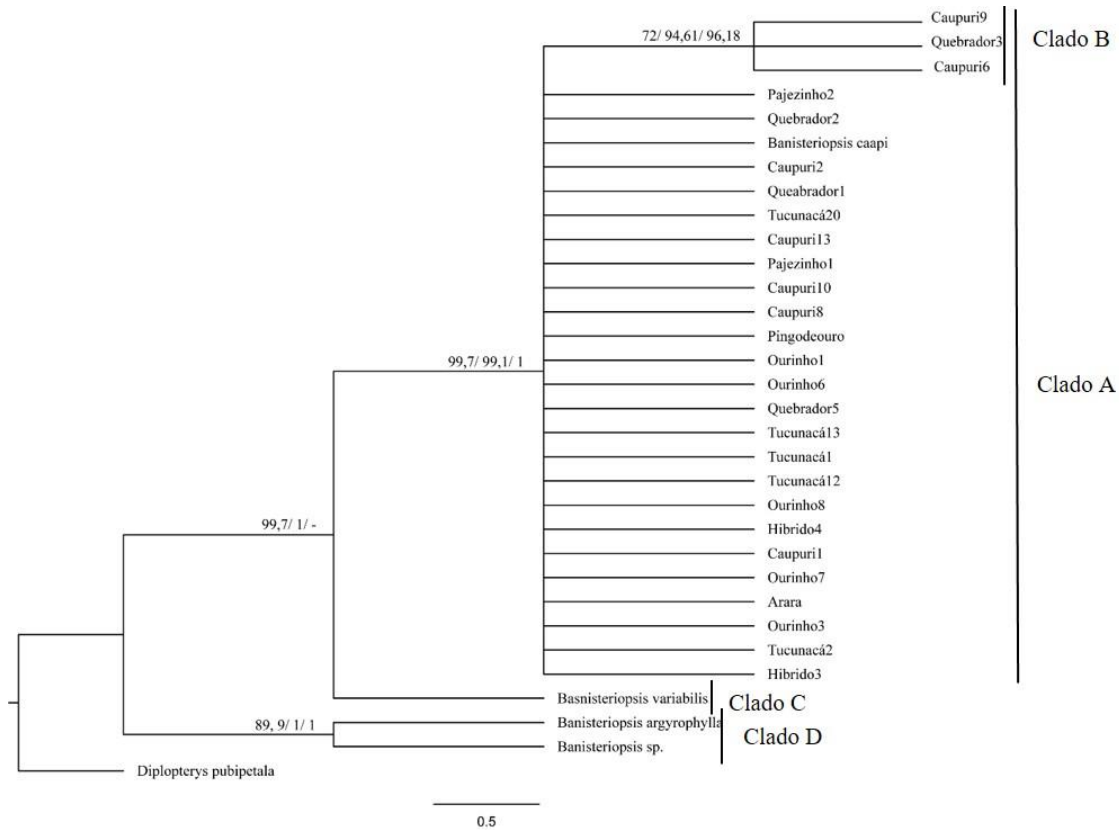 Caupuri9
72/ 94,61/ 96,18
Quebrador3
Clado B
Caupuri6
Pajezinho2
Quebrador2
Banisteriopsis caapi
Caupuri2
Queabrador1
Tucunacá20
Caupuri13
Pajezinho1
Caupuri10
Caupuri8
Pingodeouro
99,7/ 99,1/ 1
Ourinho1
Ourinho6
Clado A
Quebrador5
Tucunacá13
Tucunacá1
Tucunacá12
Ourinho8
99,7/ 1/ -
Hibrido4
Caupuri1
Ourinho7
Arara
Ourinho3
Tucunacá2
Hibrido3
Basnisteriopsis variabilis
Clado C
89, 9/ 1/ 1
Banisteriopsis argyrophylla
Clado D
Banisteriopsis sp.
Diplopterys pubipetala
0.5